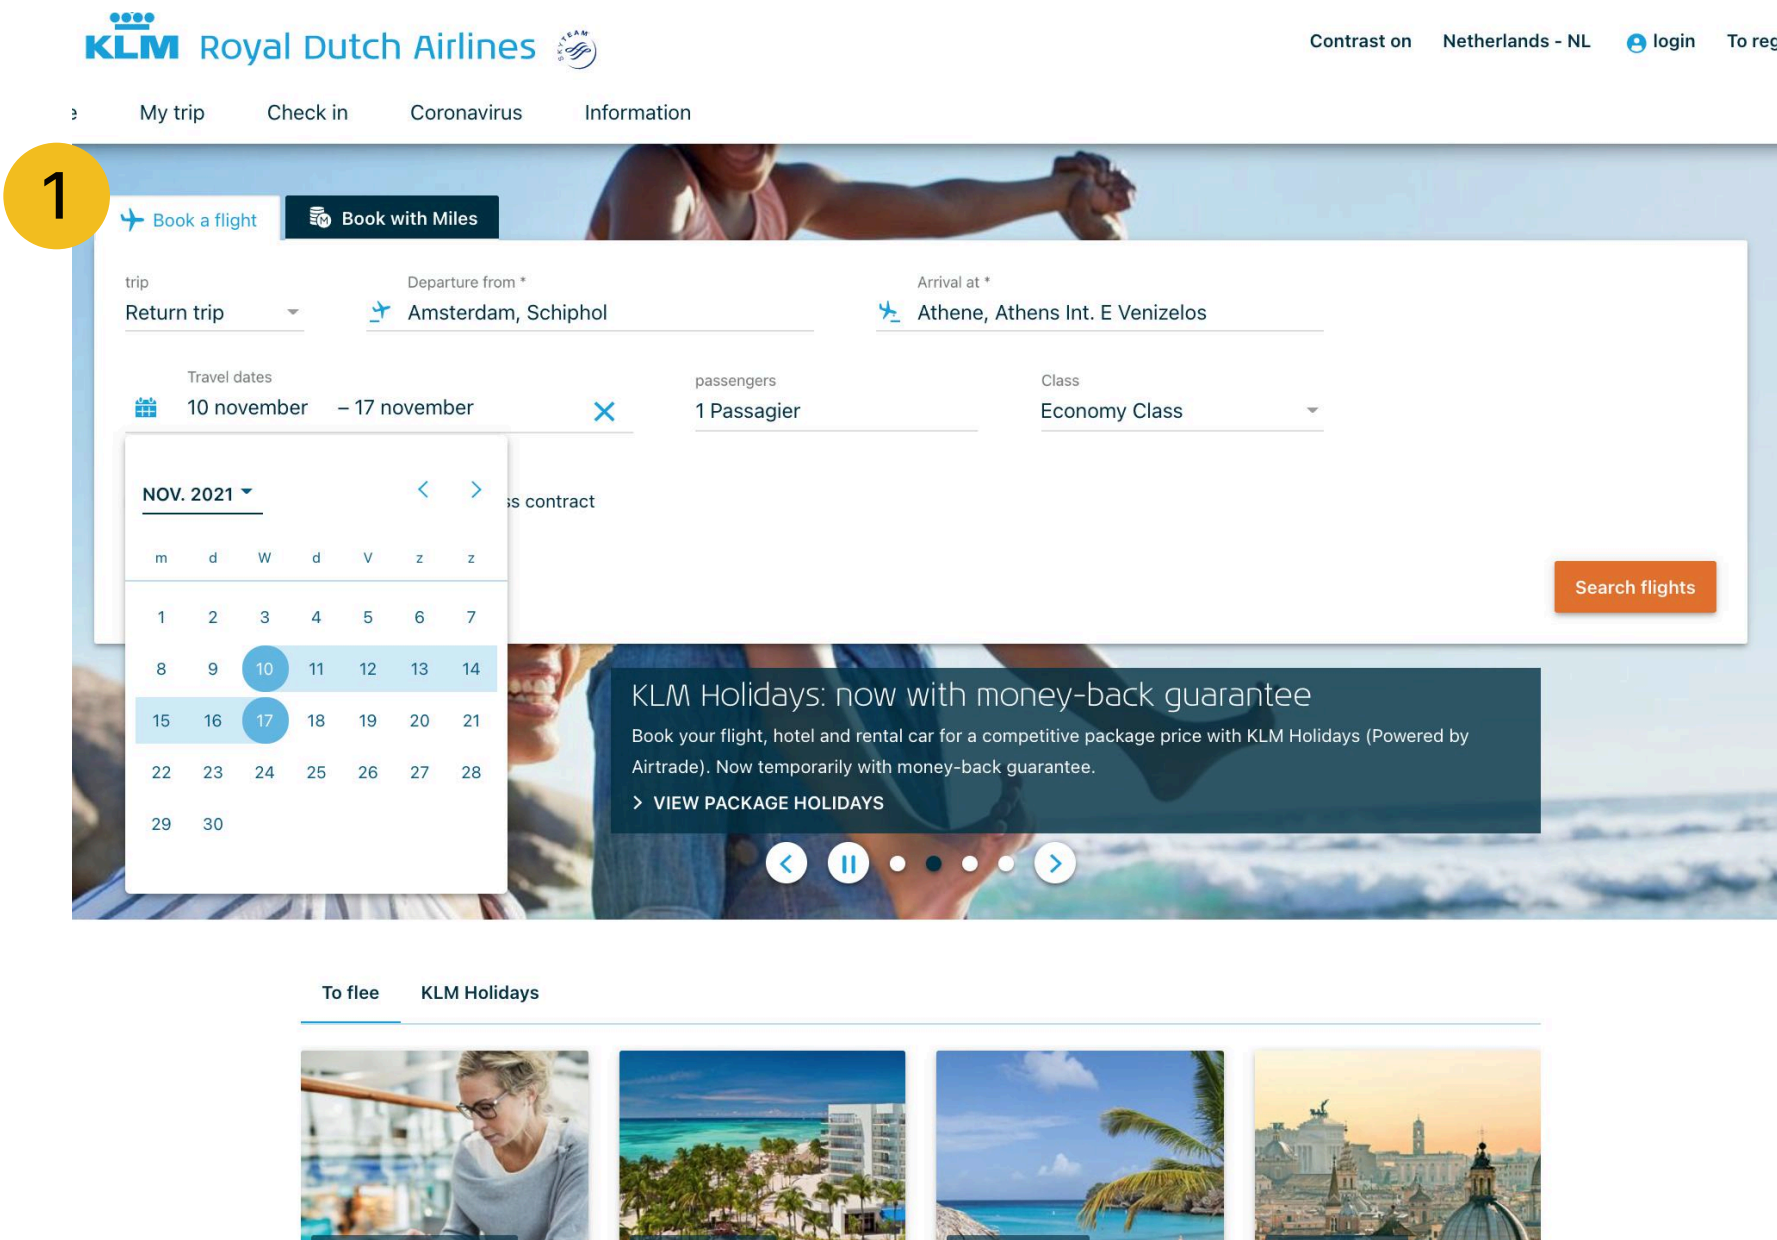 KLM Royal Dutch Airlines SKYTEAM
Contrast on Netherlands - NL login To reg
e My trip Check in Coronavirus Information
1
Book a flight Book with Miles
trip Departure from * Arrival at *
Return trip Amsterdam, Schiphol Athene, Athens Int. E Venizelos
Travel dates passengers Class
10 november – 17 november 1 Passagier Economy Class
NOV. 2021
ss contract
m d W d V z z
1 2 3 4 5 6 7
8 9 10 11 12 13 14
15 16 17 18 19 20 21
22 23 24 25 26 27 28
29 30
Search flights
KLM Holidays: now with money-back guarantee
Book your flight, hotel and rental car for a competitive package price with KLM Holidays (Powered by
Airtrade). Now temporarily with money-back guarantee.
VIEW PACKAGE HOLIDAYS
To flee KLM Holidays